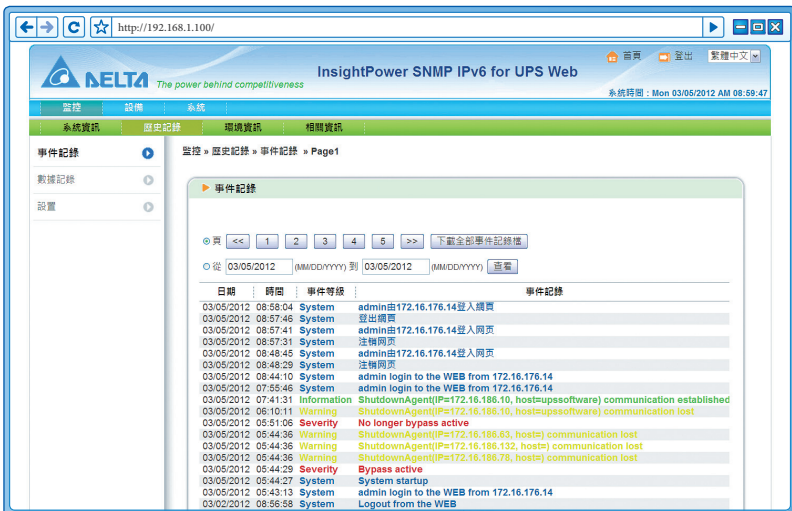 http://192.168.1.100/
DELTA The power behind competitiveness
InsightPower SNMP IPv6 for UPS Web
首頁 登出 繁體中文
系統時間 : Mon 03/05/2012 AM 08:59:47
監控 設備 系統
系統資訊 歷史記錄 環境資訊 相關資訊
事件記錄
數據記錄
設置
監控 » 歷史記錄 » 事件記錄 » Page1
事件記錄
頁 << 1 2 3 4 5 >> 下載全部事件記錄檔
從 03/05/2012 (MM/DD/YYYY) 到 03/05/2012 (MM/DD/YYYY) 查看
日期 時間 事件等級 事件記錄
03/05/2012 08:58:04 System admin由172.16.176.14登入網頁
03/05/2012 08:57:46 System 登出網頁
03/05/2012 08:57:41 System admin由172.16.176.14登入网页
03/05/2012 08:57:31 System 注销网页
03/05/2012 08:48:45 System admin由172.16.176.14登入网页
03/05/2012 08:48:29 System 注销网页
03/05/2012 08:44:10 System admin login to the WEB from 172.16.176.14
03/05/2012 07:55:46 System admin login to the WEB from 172.16.176.14
03/05/2012 07:41:31 Information ShutdownAgent(IP=172.16.186.10, host=upssoftware) communication established
03/05/2012 06:10:11 Warning ShutdownAgent(IP=172.16.186.10, host=upssoftware) communication lost
03/05/2012 05:51:06 Severity No longer bypass active
03/05/2012 05:44:36 Warning ShutdownAgent(IP=172.16.186.63, host=) communication lost
03/05/2012 05:44:36 Warning ShutdownAgent(IP=172.16.186.132, host=) communication lost
03/05/2012 05:44:36 Warning ShutdownAgent(IP=172.16.186.78, host=) communication lost
03/05/2012 05:44:29 Severity Bypass active
03/05/2012 05:44:27 System System startup
03/05/2012 05:43:13 System admin login to the WEB from 172.16.176.14
03/02/2012 08:56:58 System Logout from the WEB